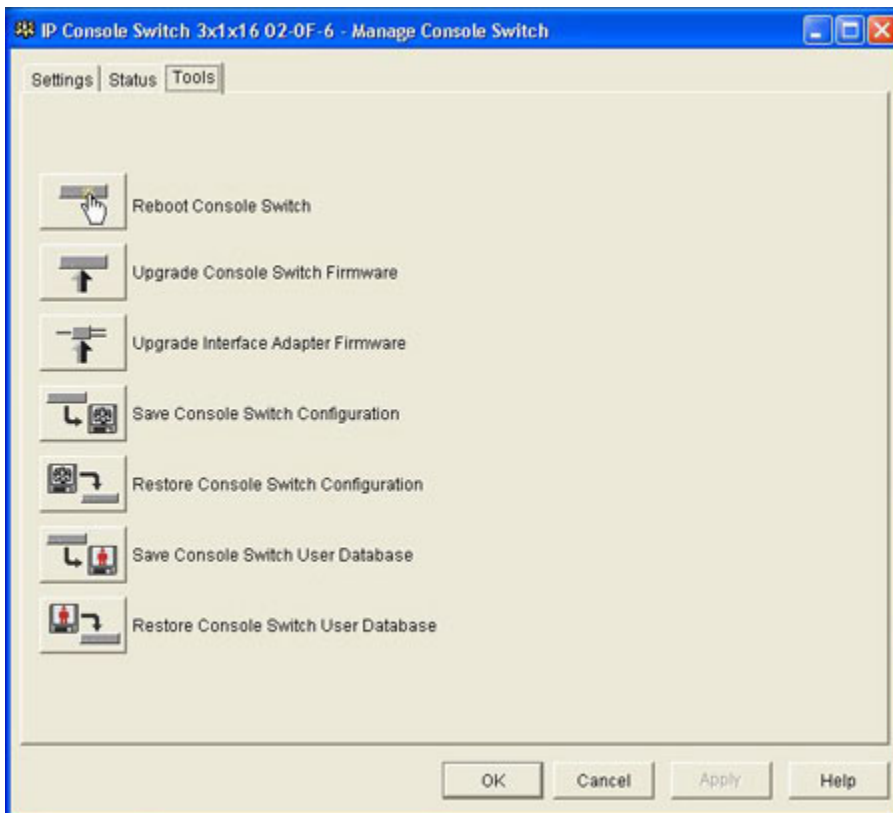 IP Console Switch 3x1x16 02-0F-6 - Manage Console Switch
Settings Status Tools
Reboot Console Switch
Upgrade Console Switch Firmware
Upgrade Interface Adapter Firmware
Save Console Switch Configuration
Restore Console Switch Configuration
Save Console Switch User Database
Restore Console Switch User Database
OK Cancel Apply Help